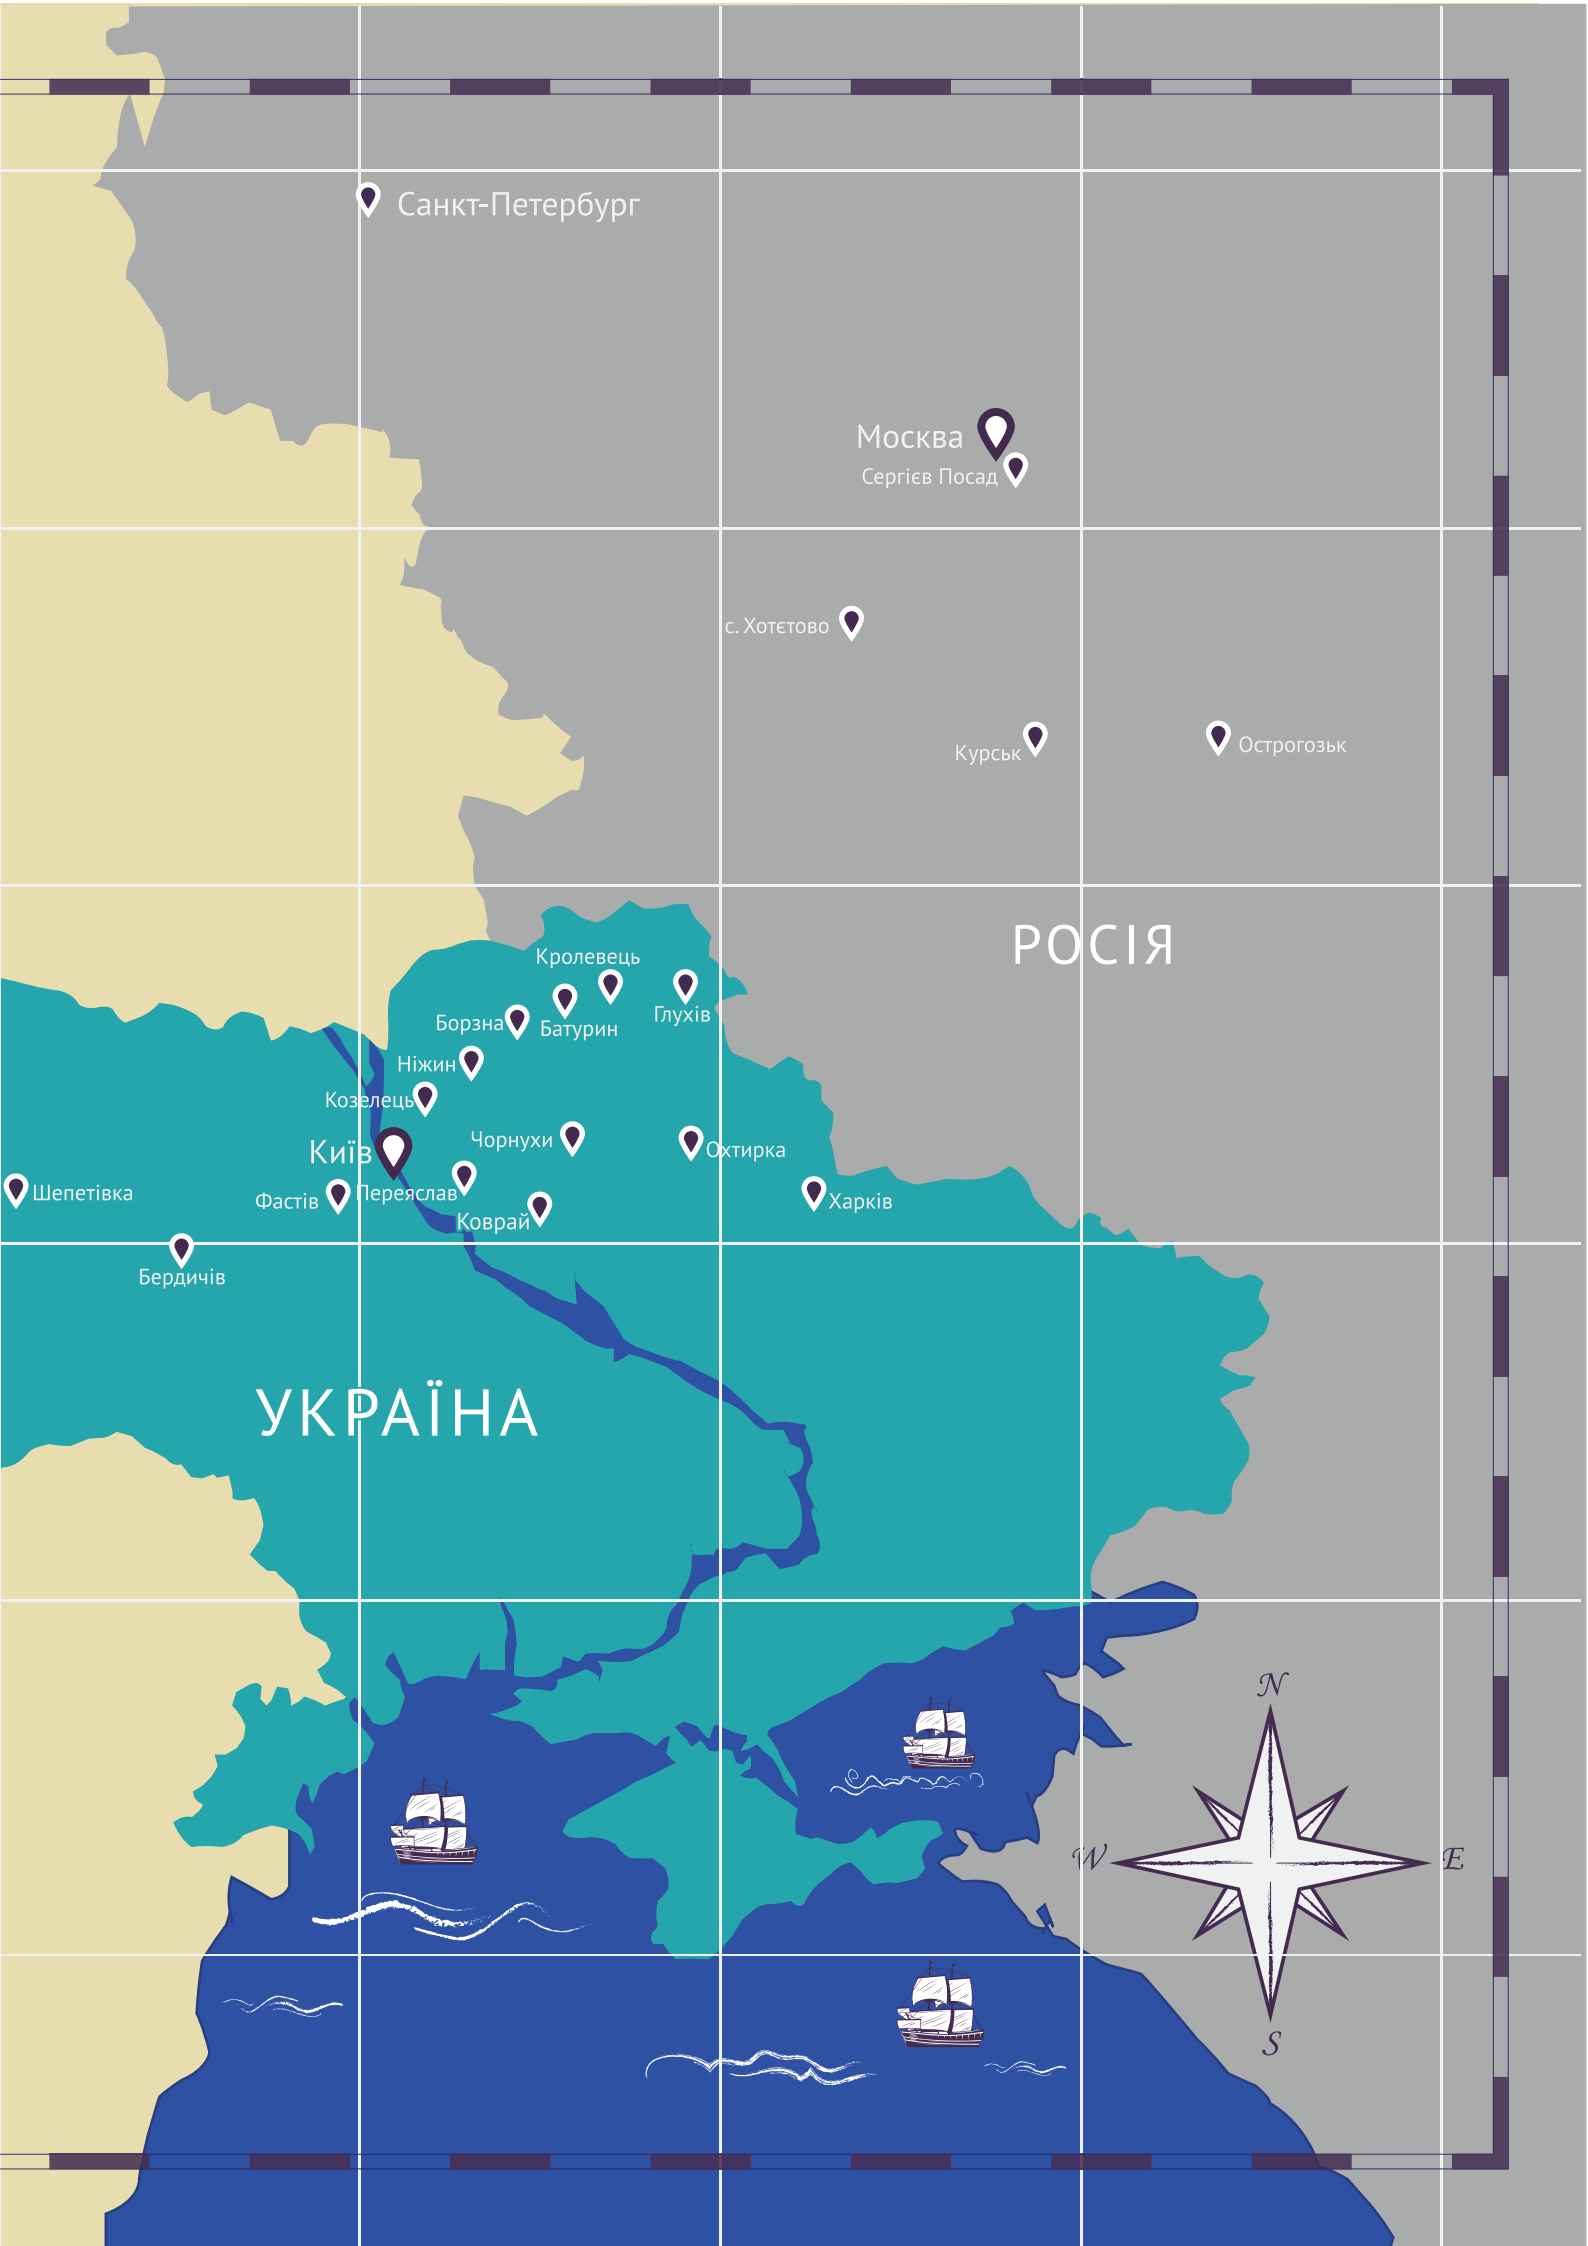 Санкт-Петербург
Москва
Сергієв Посад
с. Хотєтово
Курськ
Острогозьк
РОСІЯ
Кролевець
Глухів
Борзна
Батурин
Ніжин
Козелець
Чорнухи
Охтирка
Київ
Шепетівка
Фастів
Переяслав
Харків
Коврай
Бердичів
УКРАЇНА
N
W
E
S